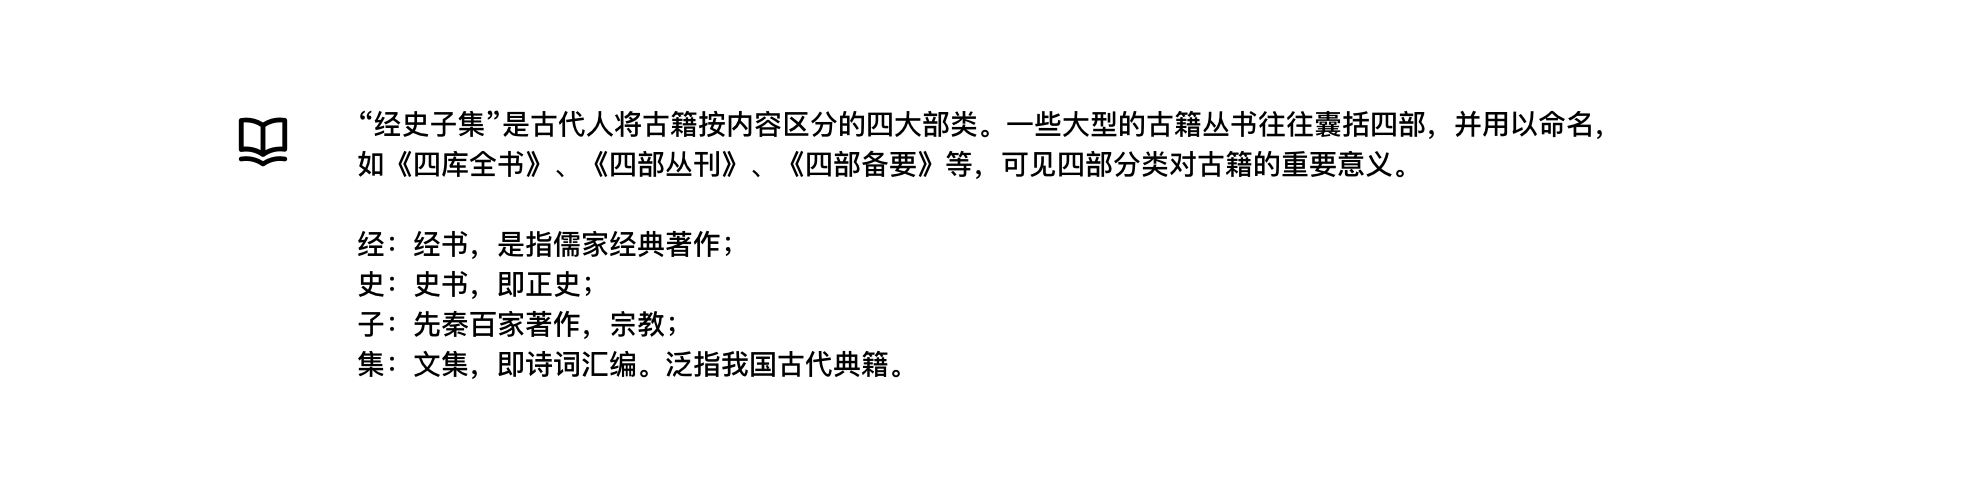 “经史子集”是古代人将古籍按内容区分的四大部类。一些大型的古籍丛书往往囊括四部，并用以命名，
如《四库全书》、《四部丛刊》、《四部备要》等，可见四部分类对古籍的重要意义。
经：经书，是指儒家经典著作；
史：史书，即正史；
子：先秦百家著作，宗教；
集：文集，即诗词汇编。泛指我国古代典籍。